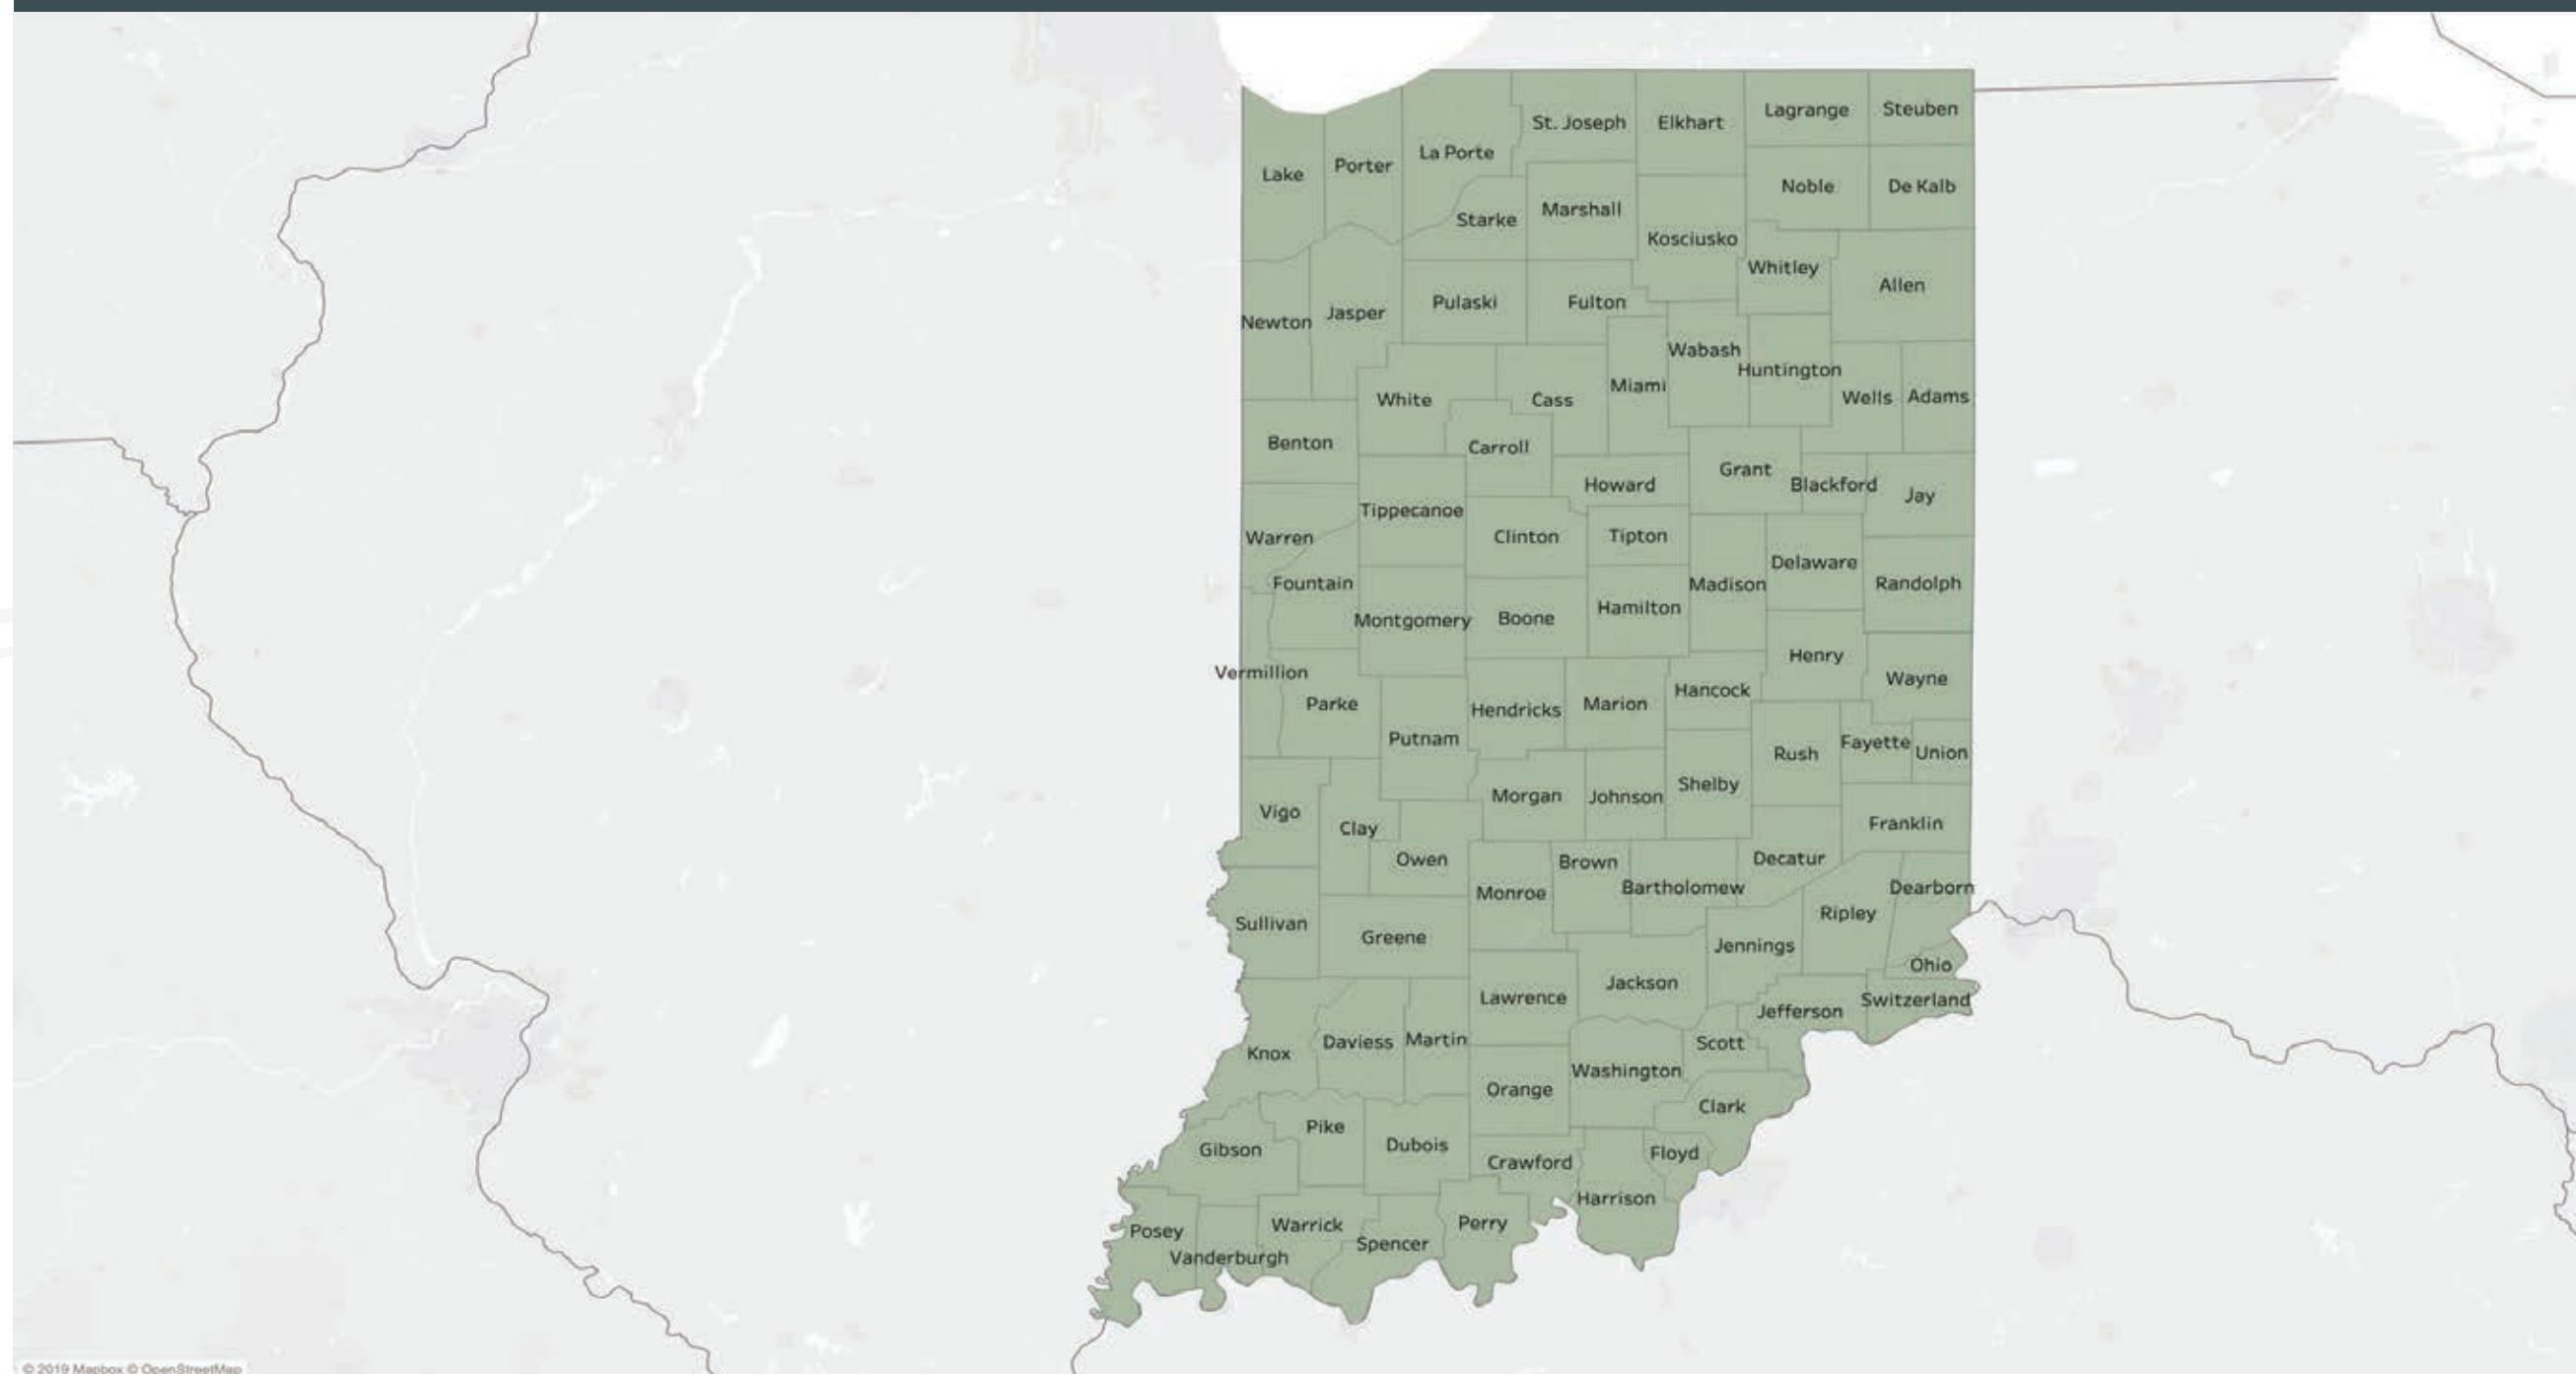 Lagrange
Steuben
St. Joseph
Elkhart
La Porte
Porter
Lake
Noble
De Kalb
Marshall
Starke
Kosciusko
Whitley
Allen
Pulaski
Fulton
Jasper
Newton
Wabash
Huntington
Miami
Wells
Adams
White
Cass
Benton
Carroll
Grant
Howard
Blackford
Jay
Tippecanoe
Warren
Clinton
Tipton
Delaware
Fountain
Madison
Randolph
Hamilton
Montgomery
Boone
Henry
Vermillion
Wayne
Hancock
Parke
Marion
Hendricks
Putnam
Fayette
Union
Rush
Shelby
Morgan
Johnson
Vigo
Clay
Franklin
Owen
Brown
Decatur
Bartholomew
Dearborn
Monroe
Ripley
Sullivan
Greene
Jennings
Ohio
Jackson
Lawrence
Switzerland
Jefferson
Daviess
Martin
Scott
Knox
Washington
Orange
Clark
Pike
Dubois
Gibson
Floyd
Crawford
Harrison
Perry
Warrick
Posey
Spencer
Vanderburgh
© 2019 Mapbox © OpenStreetMap